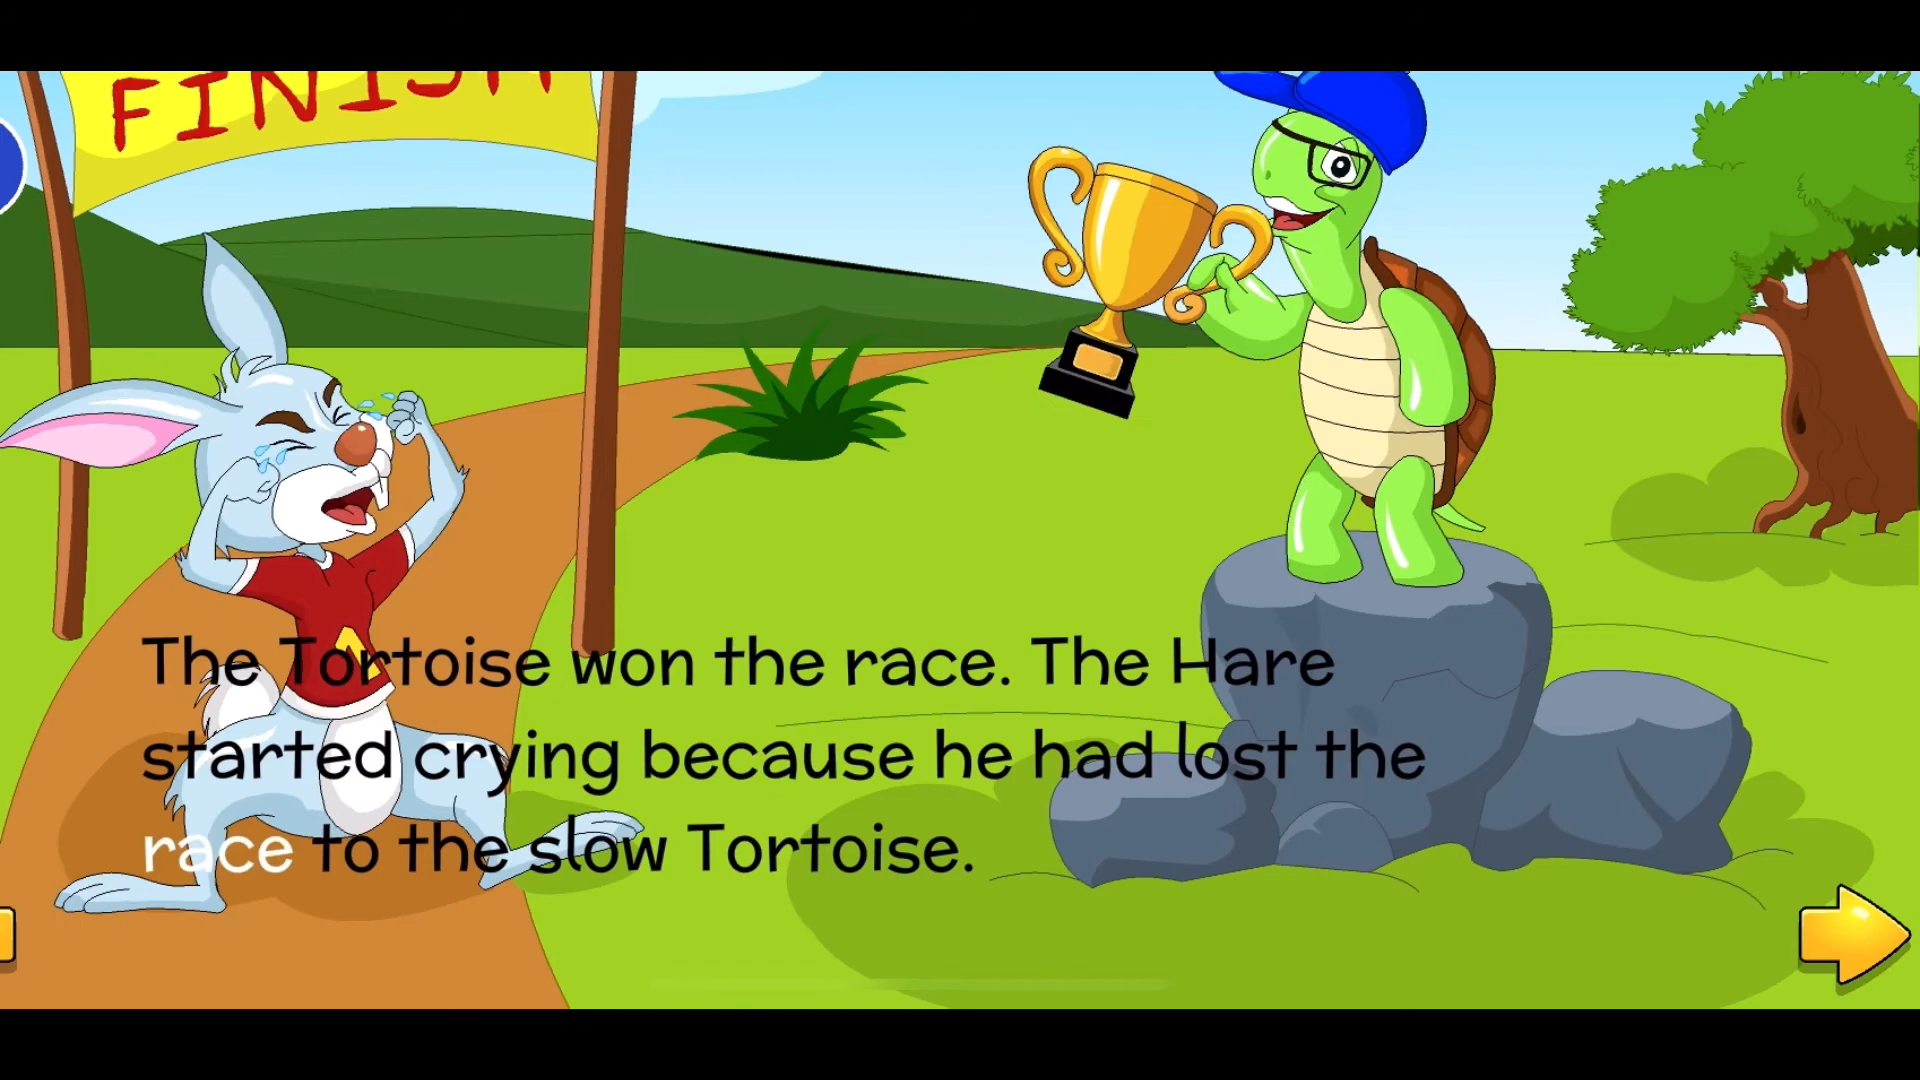 FINISH
The Tortoise won the race. The Hare
started crying because he had lost the
race to the slow Tortoise.